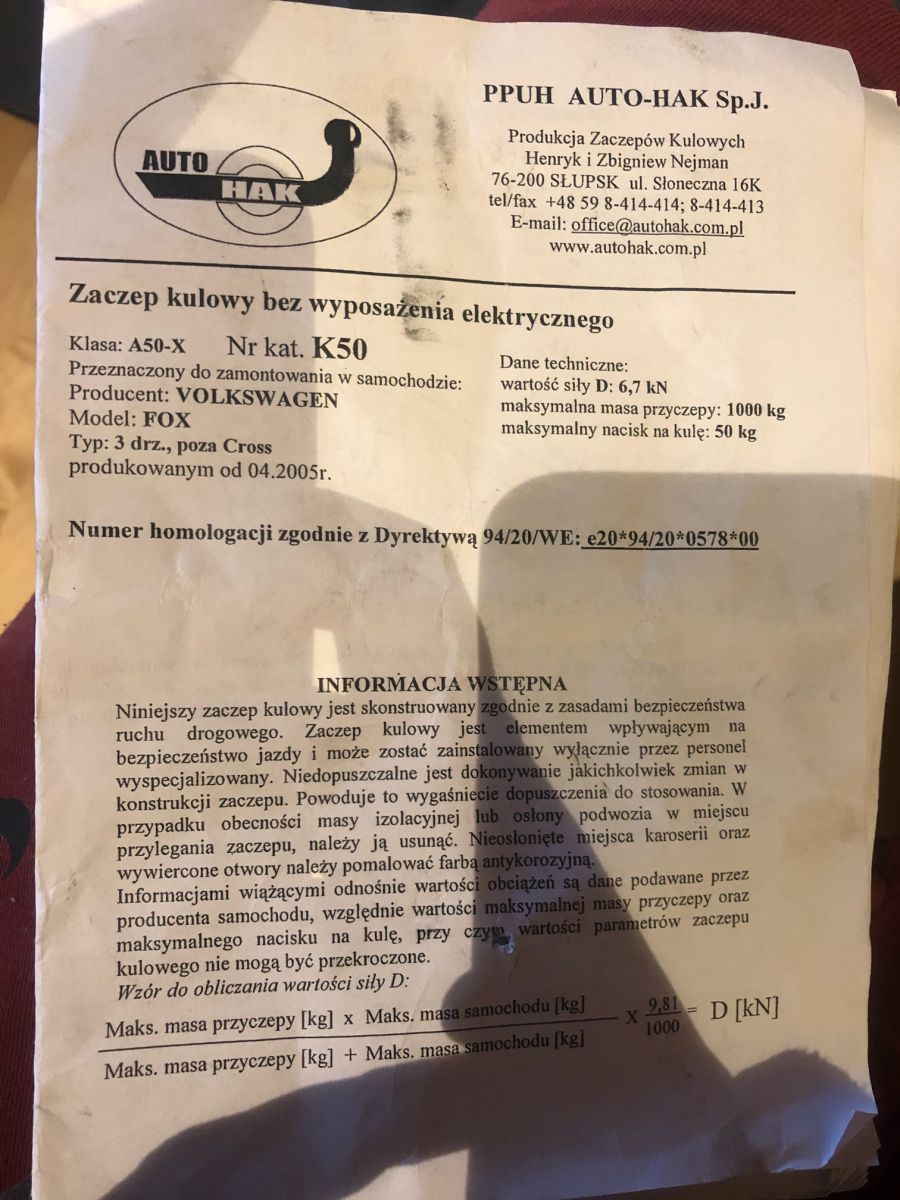 AUTO
HAK
PPUH AUTO-HAK Sp.J.
Produkcja Zaczepów Kulowych
Henryk i Zbigniew Nejman
76-200 SŁUPSK ul. Słoneczna 16K
tel/fax +48 59 8-414-414; 8-414-413
E-mail: office@autohak.com.pl
www.autohak.com.pl
Zaczep kulowy bez wyposażenia elektrycznego
Klasa: A50-X Nr kat. K50
Przeznaczony do zamontowania w samochodzie:
Producent: VOLKSWAGEN
Model: FOX
Typ: 3 drz., poza Cross
produkowanym od 04.2005r.
Dane techniczne:
wartość siły D: 6,7 kN
maksymalna masa przyczepy: 1000 kg
maksymalny nacisk na kulę: 50 kg
Numer homologacji zgodnie z Dyrektywą 94/20/WE: e20*94/20*0578*00
INFORMACJA WSTĘPNA
Niniejszy zaczep kulowy jest skonstruowany zgodnie z zasadami bezpieczeństwa
ruchu drogowego. Zaczep kulowy jest elementem wpływającym na
bezpieczeństwo jazdy i może zostać zainstalowany wyłącznie przez personel
wyspecjalizowany. Niedopuszczalne jest dokonywanie jakichkolwiek zmian w
konstrukcji zaczepu. Powoduje to wygaśnięcie dopuszczenia do stosowania. W
przypadku obecności masy izolacyjnej lub osłony podwozia w miejscu
przylegania zaczepu, należy ją usunąć. Nieosłonięte miejsca karoserii oraz
wywiercone otwory należy pomalować farbą antykorozyjną.
Informacjami wiążącymi odnośnie wartości obciążeń są dane podawane przez
producenta samochodu, względnie wartości maksymalnej masy przyczepy oraz
maksymalnego nacisku na kulę, przy czym wartości parametrów zaczepu
kulowego nie mogą być przekroczone.
Wzór do obliczania wartości siły D:
Maks. masa przyczepy [kg] x Maks. masa samochodu [kg]
Maks. masa przyczepy [kg] + Maks. masa samochodu [kg]
X 9,81
1000
= D [kN]